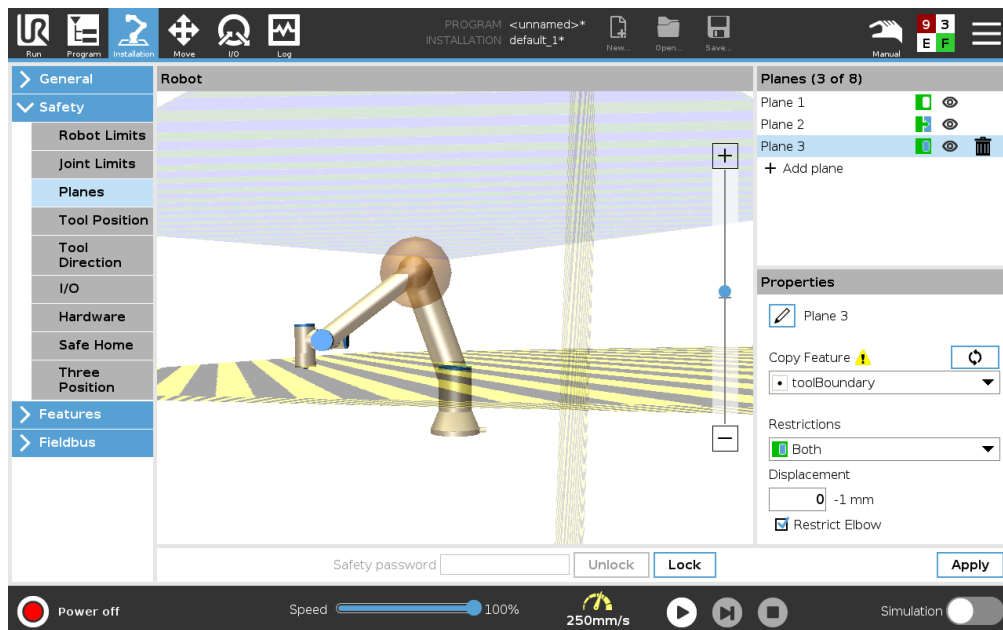 PROGRAM <unnamed>*
INSTALLATION default_1*
UR
Run
Program
Installation
Move
I/O
Log
New...
Open...
Save...
Manual
9 3
E F
General
Safety
Robot Limits
Joint Limits
Planes
Tool Position
Tool
Direction
I/O
Hardware
Safe Home
Three
Position
Features
Fieldbus
Robot
+
−
Planes (3 of 8)
Plane 1
Plane 2
Plane 3
+ Add plane
Properties
Plane 3
Copy Feature
toolBoundary
Restrictions
Both
Displacement
0 -1 mm
Restrict Elbow
Safety password
Unlock
Lock
Apply
Power off
Speed
100%
250mm/s
Simulation